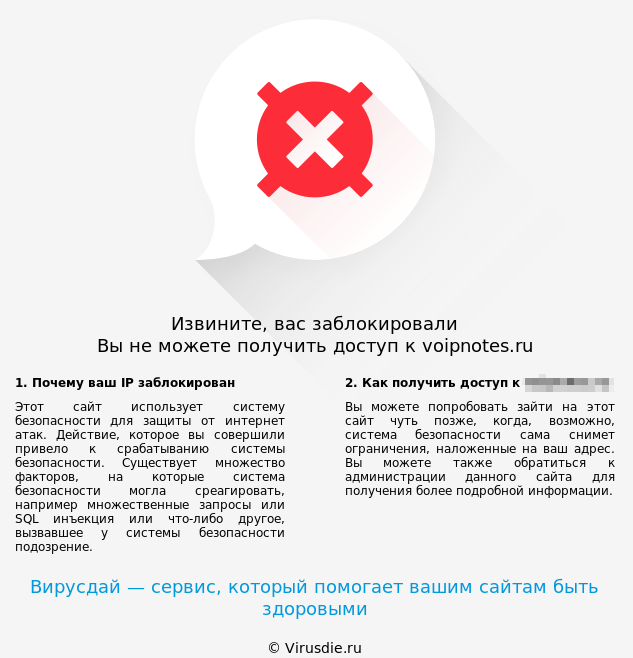 Извините, вас заблокировали
Вы не можете получить доступ к voipnotes.ru
1. Почему ваш IP заблокирован
Этот сайт использует систему
безопасности для защиты от интернет
атак. Действие, которое вы совершили
привело к срабатыванию системы
безопасности. Существует множество
факторов, на которые система
безопасности могла среагировать,
например множественные запросы или
SQL инъекция или что-либо другое,
вызвавшее у системы безопасности
подозрение.
2. Как получить доступ к
Вы можете попробовать зайти на этот
сайт чуть позже, когда, возможно,
система безопасности сама снимет
ограничения, наложенные на ваш адрес.
Вы можете также обратиться к
администрации данного сайта для
получения более подробной информации.
Вирусдай — сервис, который помогает вашим сайтам быть
здоровыми
© Virusdie.ru